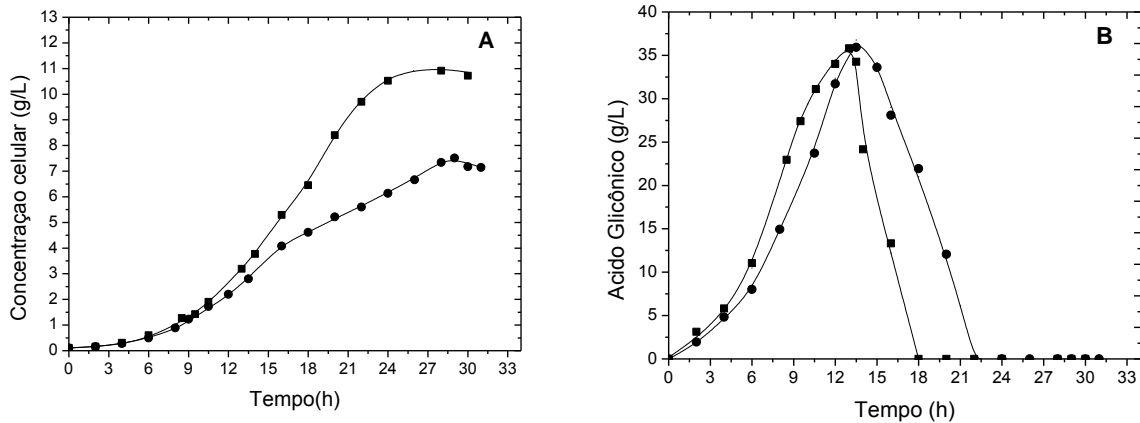 A
13
12
11
10
9
8
7
6
5
4
3
2
1
0
Concentraçao celular (g/L)
0 3 6 9 12 15 18 21 24 27 30 33
Tempo(h)
B
40
35
30
25
20
15
10
5
0
Acido Glicônico (g/L)
0 3 6 9 12 15 18 21 24 27 30 33
Tempo (h)